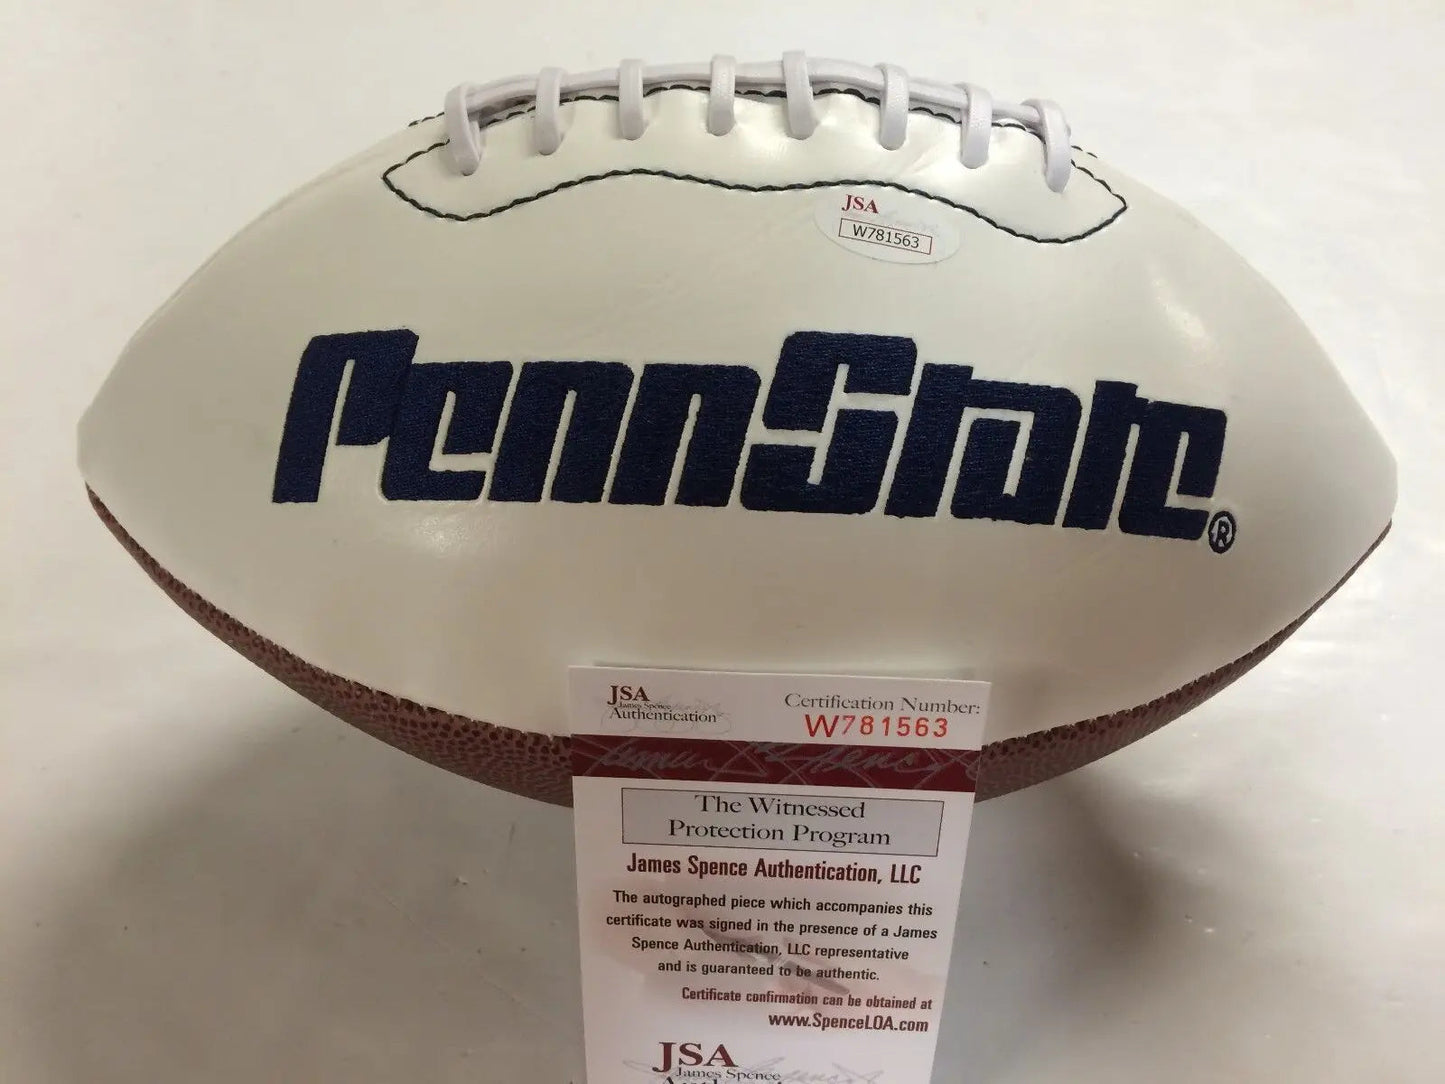 JSA
W781563
PennState®
JSA
James Spence
Authentication
Certification Number:
W781563
The Witnessed
Protection Program
James Spence Authentication, LLC
The autographed piece which accompanies this
certificate was signed in the presence of a James
Spence Authentication, LLC representative
and is guaranteed to be authentic.
Certificate confirmation can be obtained at
www.SpenceLOA.com
JSA
James Spence